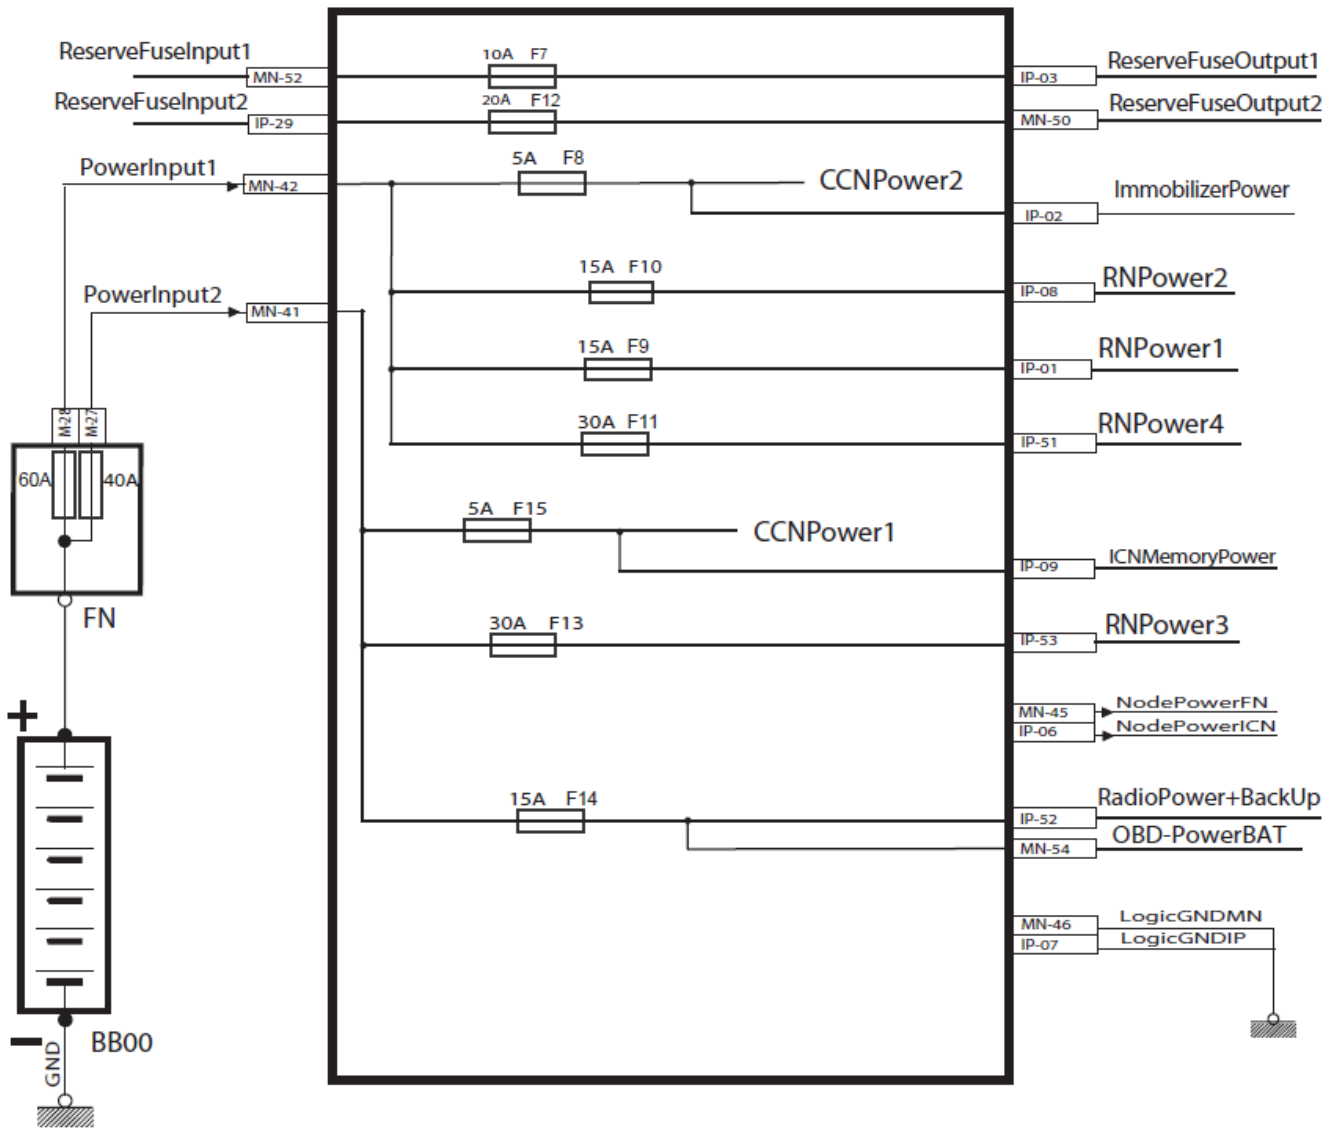 ReserveFuseInput1
MN-52
10A F7
IP-03
ReserveFuseOutput1
ReserveFuseInput2
IP-29
20A F12
MN-50
ReserveFuseOutput2
PowerInput1
MN-42
5A F8
CCNPower2
IP-02
ImmobilizerPower
15A F10
IP-08
RNPower2
PowerInput2
MN-41
15A F9
IP-01
RNPower1
30A F11
IP-51
RNPower4
M-28
M-27
60A
40A
FN
5A F15
CCNPower1
IP-09
ICNMemoryPower
30A F13
IP-53
RNPower3
MN-45
NodePowerFN
IP-06
NodePowerICN
+
15A F14
IP-52
RadioPower+BackUp
MN-54
OBD-PowerBAT
MN-46
LogicGNDMN
IP-07
LogicGNDIP
−
BB00
GND